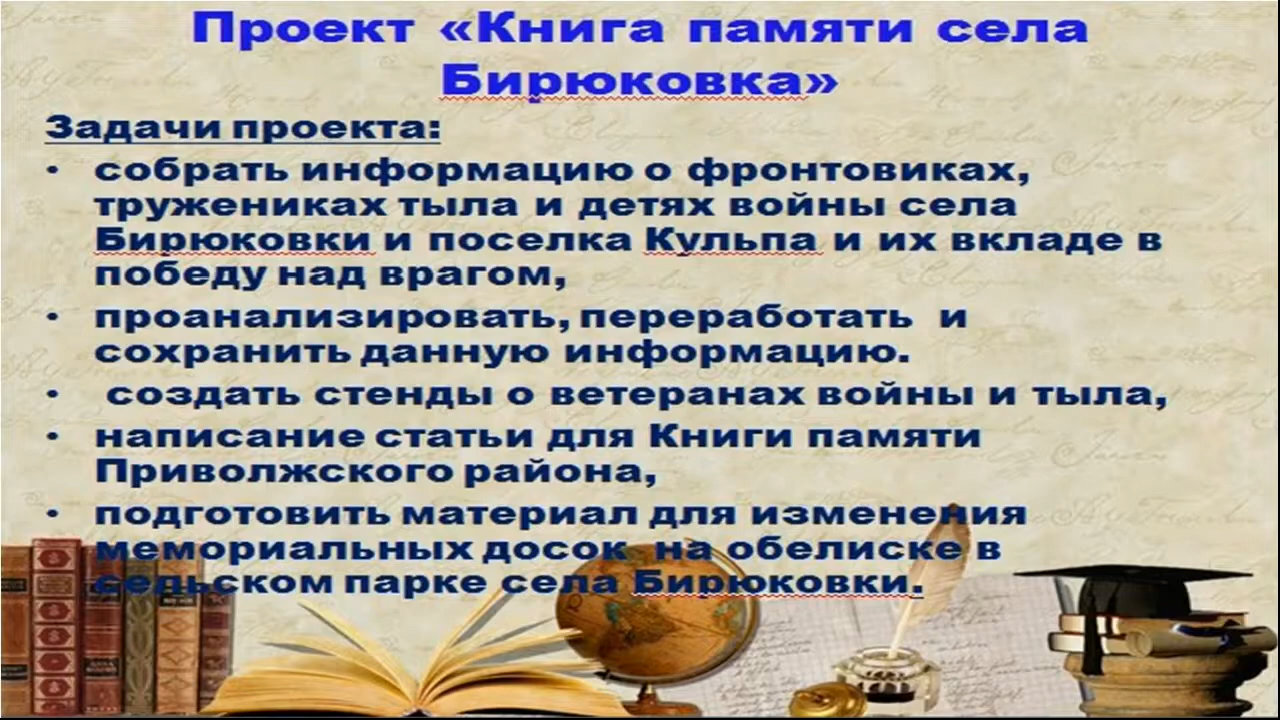 Проект «Книга памяти села
Бирюковка»
Задачи проекта:
• собрать информацию о фронтовиках,
тружениках тыла и детях войны села
Бирюковки и поселка Кульпа и их вкладе в
победу над врагом,
• проанализировать, переработать и
сохранить данную информацию.
• создать стенды о ветеранах войны и тыла,
• написание статьи для Книги памяти
Приволжского района,
• подготовить материал для изменения
мемориальных досок на обелиске в
сельском парке села Бирюковки.